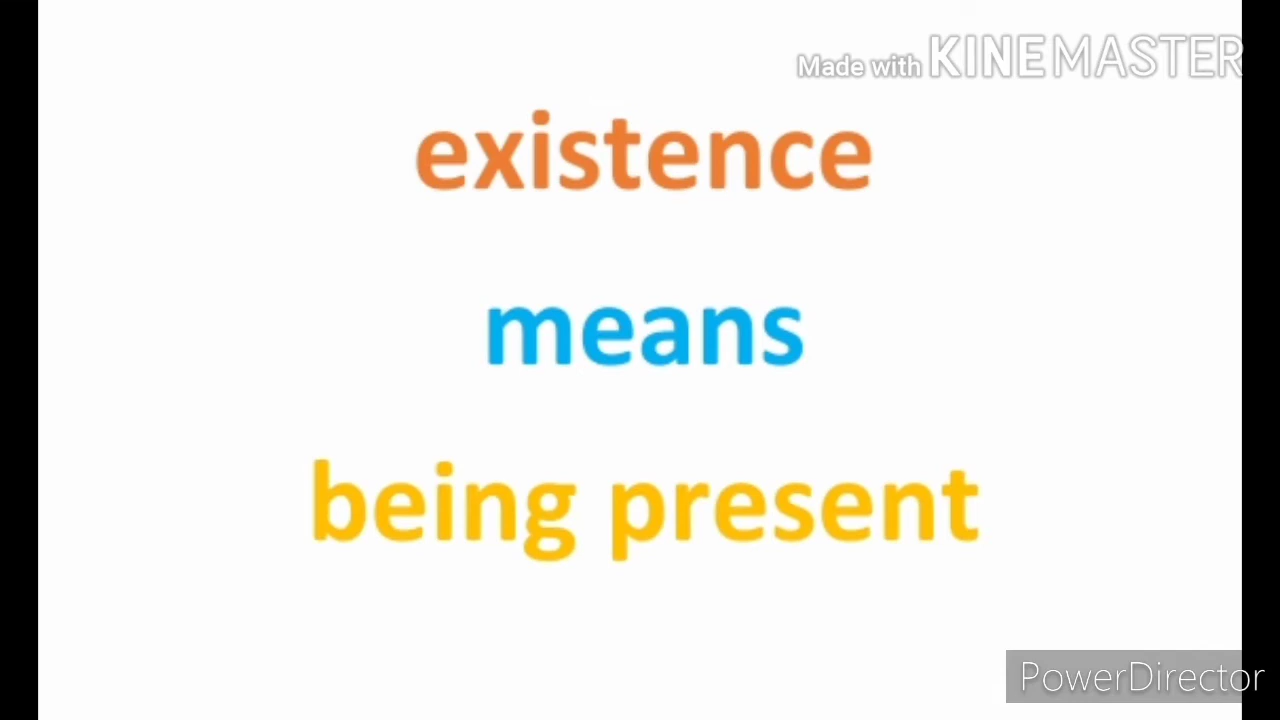 Made with KINEMASTER
existence
means
being present
PowerDirector